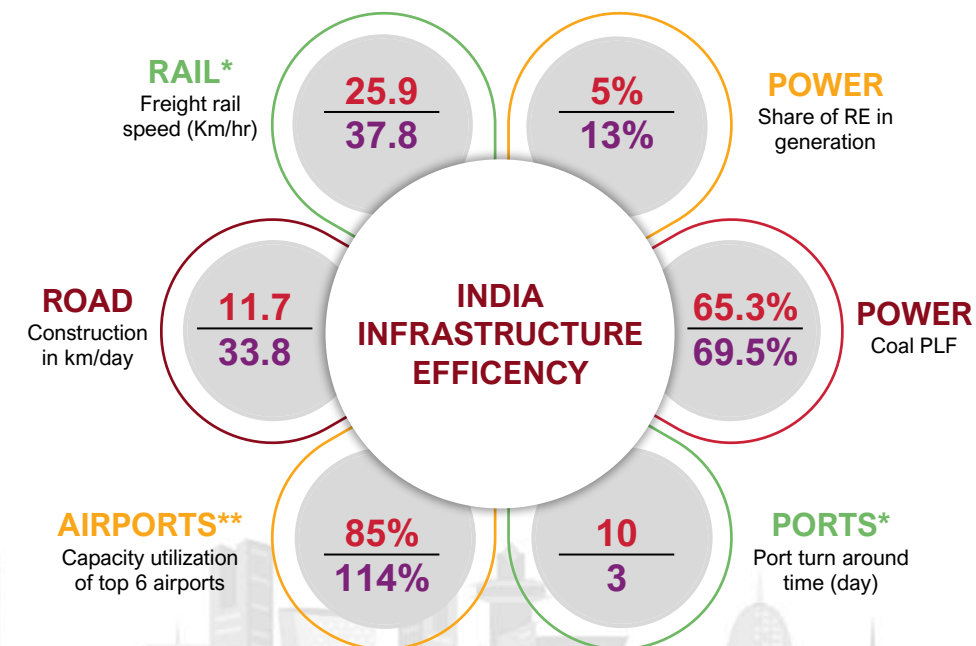 RAIL*
Freight rail
speed (Km/hr)
25.9
37.8
5%
13%
POWER
Share of RE in
generation
ROAD
Construction
in km/day
11.7
33.8
INDIA
INFRASTRUCTURE
EFFICENCY
65.3%
69.5%
POWER
Coal PLF
AIRPORTS**
Capacity utilization
of top 6 airports
85%
114%
10
3
PORTS*
Port turn around
time (day)